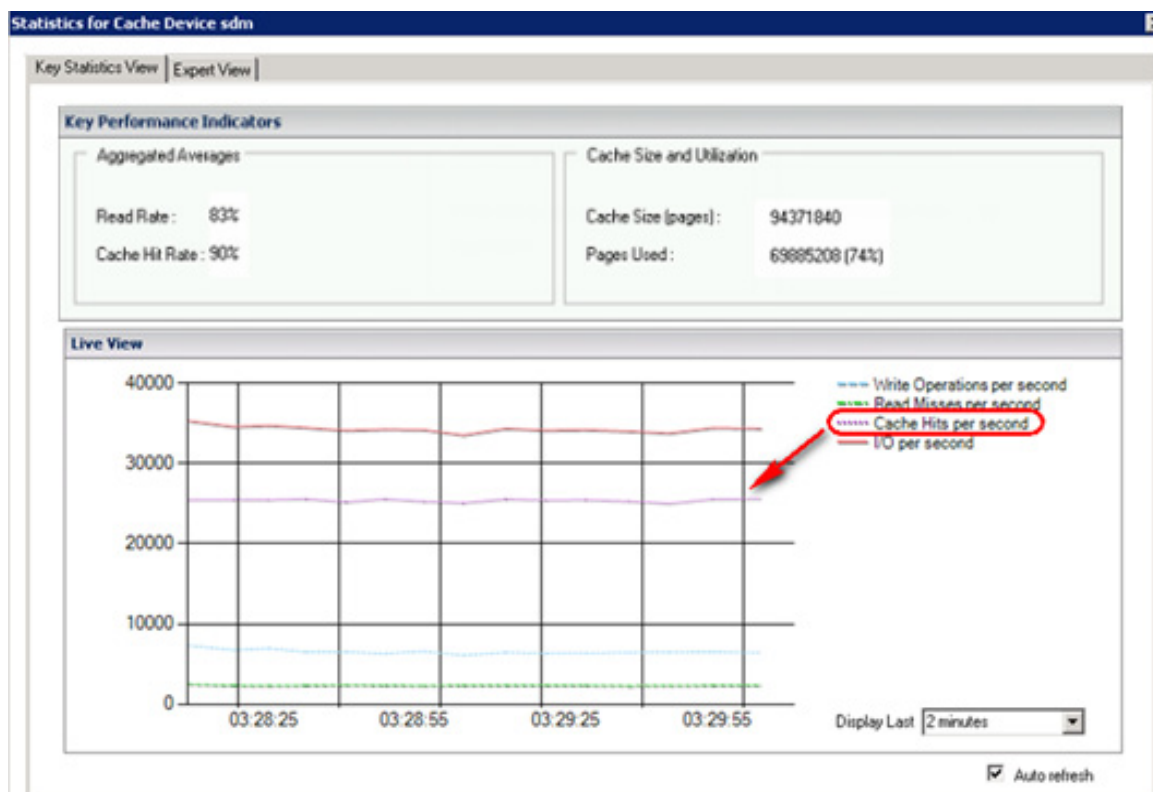 Statistics for Cache Device sdm
Key Statistics View Expert View
Key Performance Indicators
Aggregated Averages
Read Rate : 83%
Cache Hit Rate : 90%
Cache Size and Utilization
Cache Size (pages) : 94371840
Pages Used : 69885208 (74%)
Live View
40000
30000
20000
10000
0
03:28:25 03:28:55 03:29:25 03:29:55
Write Operations per second
Read Misses per second
Cache Hits per second
I/O per second
Display Last 2 minutes
Auto refresh